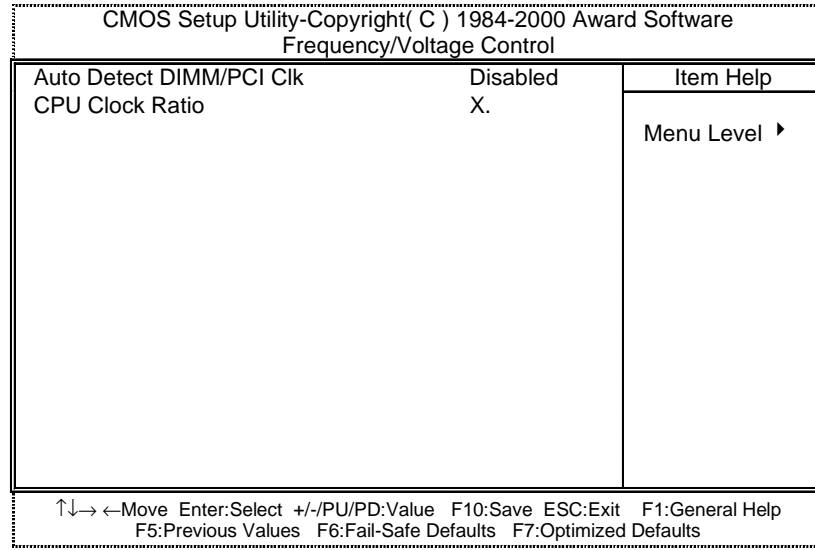 CMOS Setup Utility-Copyright( C ) 1984-2000 Award Software
Frequency/Voltage Control
Auto Detect DIMM/PCI Clk Disabled Item Help
CPU Clock Ratio X.
Menu Level
↑↓→ ←Move Enter:Select +/-/PU/PD:Value F10:Save ESC:Exit F1:General Help
F5:Previous Values F6:Fail-Safe Defaults F7:Optimized Defaults